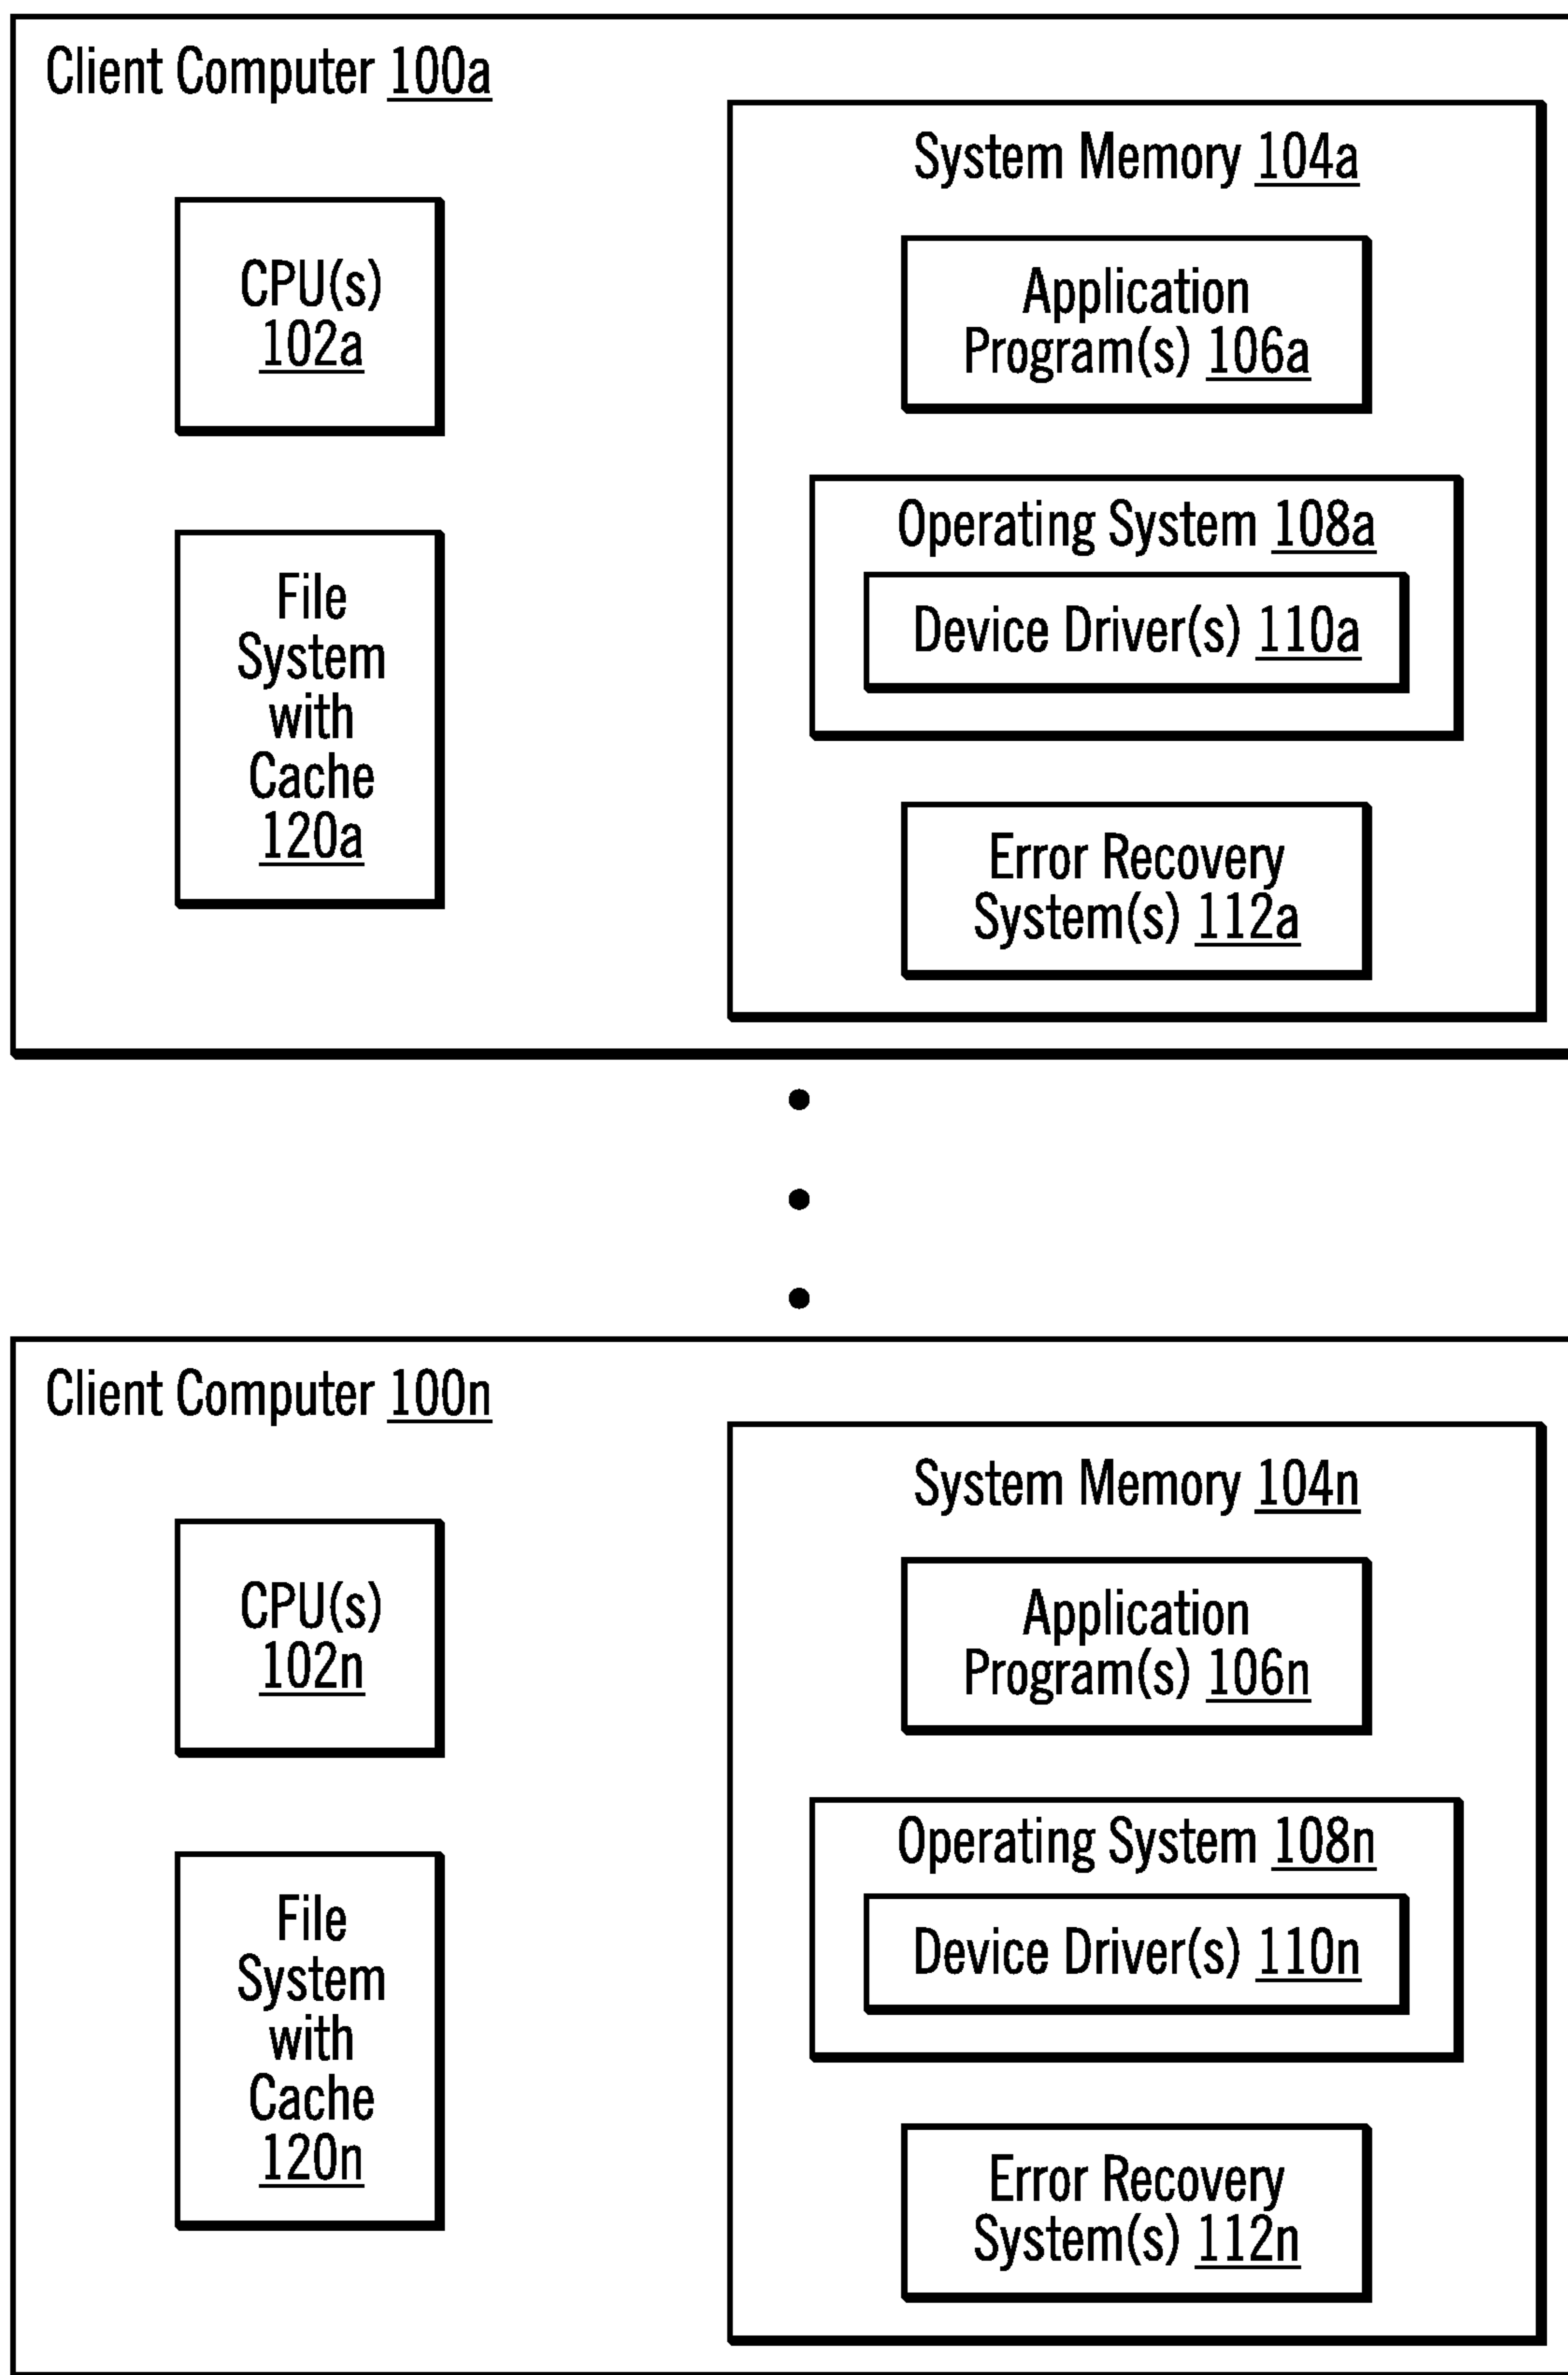 Client Computer 100a
CPU(s)
102a
File
System
with
Cache
120a
System Memory 104a
Application
Program(s) 106a
Operating System 108a
Device Driver(s) 110a
Error Recovery
System(s) 112a
Client Computer 100n
CPU(s)
102n
File
System
with
Cache
120n
System Memory 104n
Application
Program(s) 106n
Operating System 108n
Device Driver(s) 110n
Error Recovery
System(s) 112n